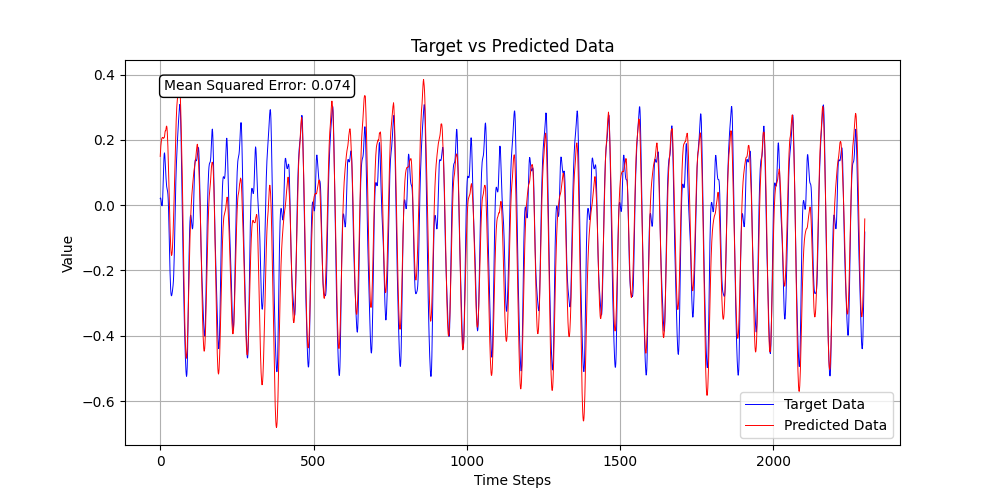 Target vs Predicted Data
Mean Squared Error: 0.074
0.4
0.2
0.0
−0.2
−0.4
−0.6
Value
0
500
1000
1500
2000
Time Steps
Target Data
Predicted Data